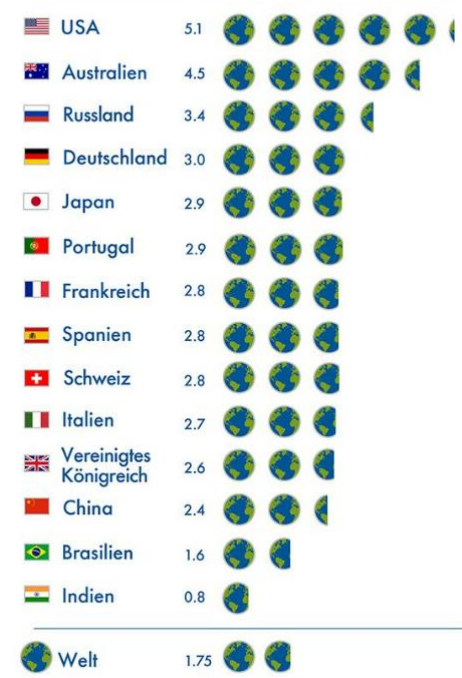 USA 5.1
Australien 4.5
Russland 3.4
Deutschland 3.0
Japan 2.9
Portugal 2.9
Frankreich 2.8
Spanien 2.8
Schweiz 2.8
Italien 2.7
Vereinigtes
Königreich 2.6
China 2.4
Brasilien 1.6
Indien 0.8
Welt 1.75